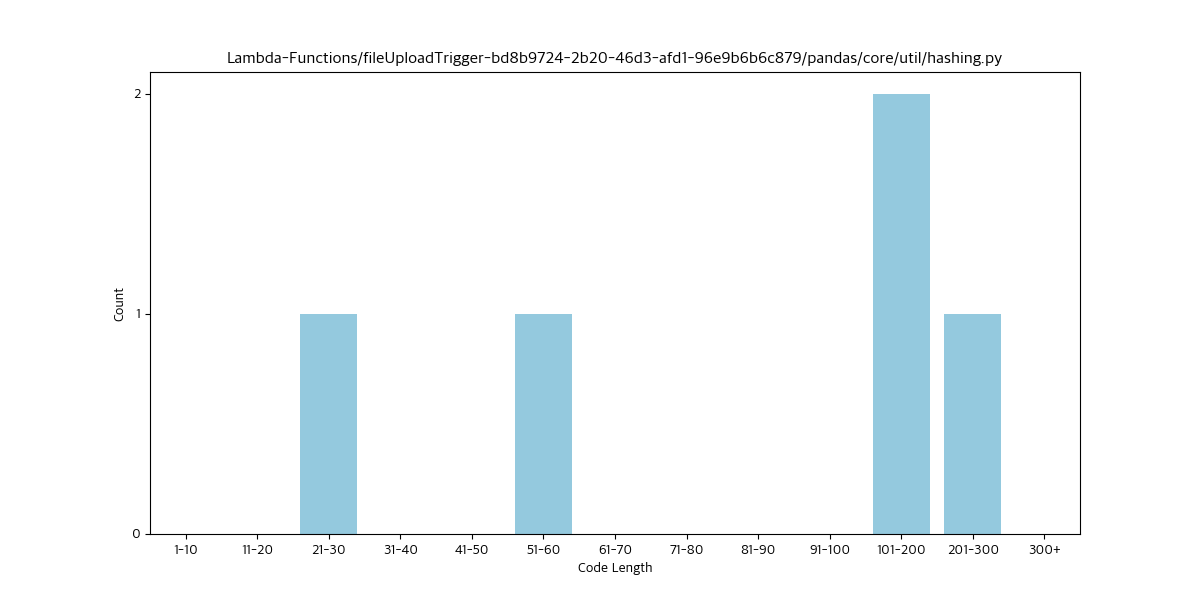 Lambda-Functions/fileUploadTrigger-bd8b9724-2b20-46d3-afd1-96e9b6b6c879/pandas/core/util/hashing.py
2
1
0
Count
1-10 11-20 21-30 31-40 41-50 51-60 61-70 71-80 81-90 91-100 101-200 201-300 300+
Code Length